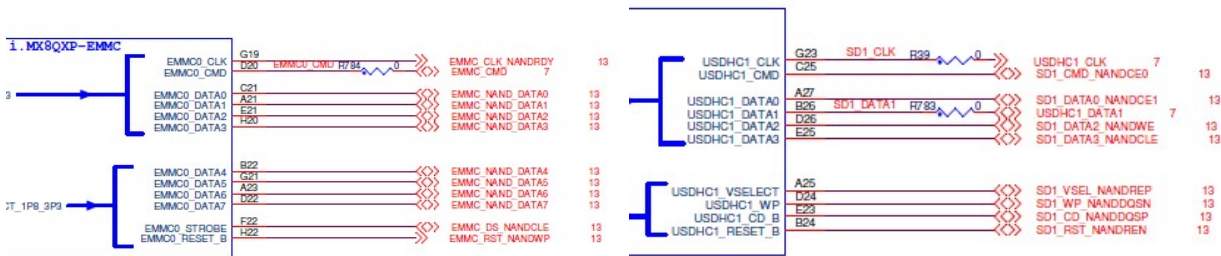 i.MX8QXP-EMMC
EMMC0_CLK G19 EMMC_CLK_NANDRDY 13
EMMC0_CMD D20 EMMC0_CMD R784 0 EMMC_CMD 7
EMMC0_DATA0 C21 EMMC_NAND_DATA0 13
EMMC0_DATA1 A21 EMMC_NAND_DATA1 13
EMMC0_DATA2 E21 EMMC_NAND_DATA2 13
EMMC0_DATA3 H20 EMMC_NAND_DATA3 13
EMMC0_DATA4 B22 EMMC_NAND_DATA4 13
EMMC0_DATA5 G21 EMMC_NAND_DATA5 13
EMMC0_DATA6 A23 EMMC_NAND_DATA6 13
EMMC0_DATA7 D22 EMMC_NAND_DATA7 13
CT_1P8_3P3
EMMC0_STROBE F22 EMMC_DS_NANDCLE 13
EMMC0_RESET_B H22 EMMC_RST_NANDWP 13
USDHC1_CLK G23 SD1_CLK R39 0 USDHC1_CLK 7
USDHC1_CMD C25 SD1_CMD_NANDCE0 13
USDHC1_DATA0 A27 SD1_DATA0_NANDCE1 13
USDHC1_DATA1 B26 SD1_DATA1 R783 0 USDHC1_DATA1 7
USDHC1_DATA2 D26 SD1_DATA2_NANDWE 13
USDHC1_DATA3 E25 SD1_DATA3_NANDCLE 13
USDHC1_VSELECT A25 SD1_VSEL_NANDREP 13
USDHC1_WP D24 SD1_WP_NANDDQSN 13
USDHC1_CD_B E23 SD1_CD_NANDDQSP 13
USDHC1_RESET_B B24 SD1_RST_NANDREN 13